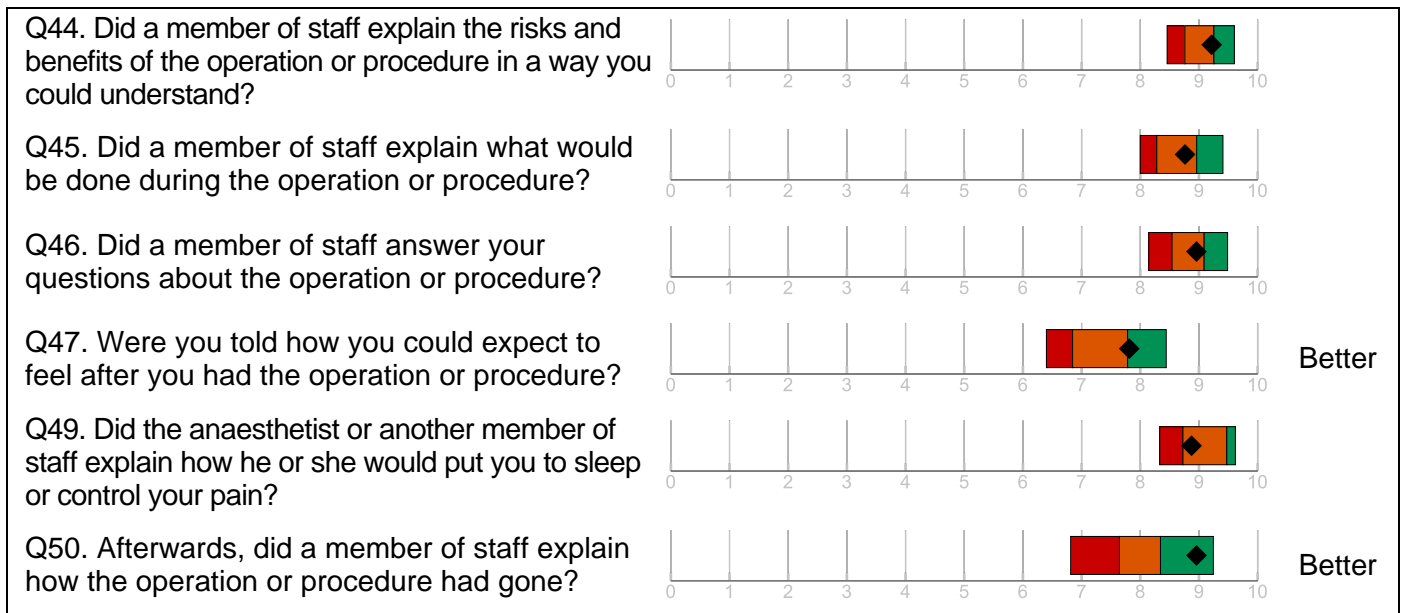 Q44. Did a member of staff explain the risks and
benefits of the operation or procedure in a way you
could understand?
0 1 2 3 4 5 6 7 8 9 10
Q45. Did a member of staff explain what would
be done during the operation or procedure?
0 1 2 3 4 5 6 7 8 9 10
Q46. Did a member of staff answer your
questions about the operation or procedure?
0 1 2 3 4 5 6 7 8 9 10
Q47. Were you told how you could expect to
feel after you had the operation or procedure?
0 1 2 3 4 5 6 7 8 9 10
Better
Q49. Did the anaesthetist or another member of
staff explain how he or she would put you to sleep
or control your pain?
0 1 2 3 4 5 6 7 8 9 10
Q50. Afterwards, did a member of staff explain
how the operation or procedure had gone?
0 1 2 3 4 5 6 7 8 9 10
Better